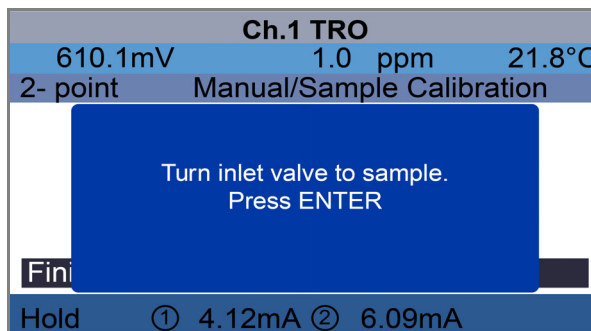 Ch.1 TRO
610.1mV 1.0 ppm 21.8°C
2- point Manual/Sample Calibration
Turn inlet valve to sample.
Press ENTER
Fini
Hold ① 4.12mA ② 6.09mA